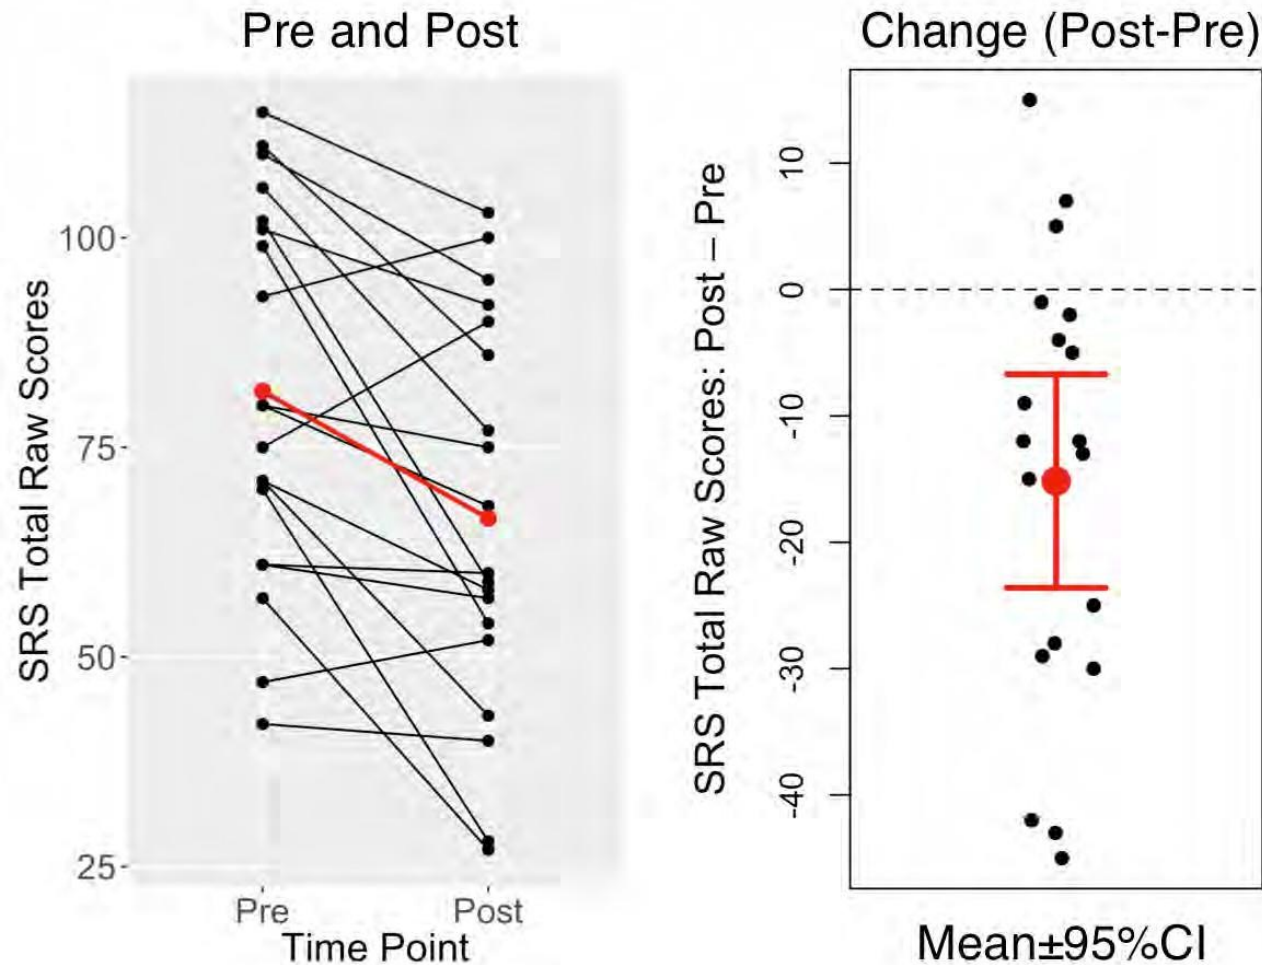 Pre and Post
SRS Total Raw Scores
100
75
50
25
Pre
Post
Time Point
Change (Post-Pre)
SRS Total Raw Scores: Post – Pre
10
0
-10
-20
-30
-40
Mean±95%CI